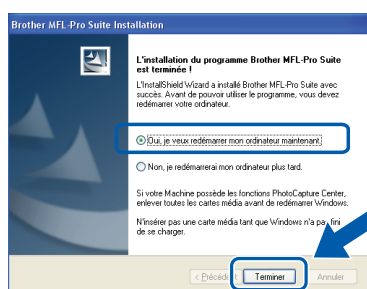 Brother MFL-Pro Suite Installation
L'installation du programme Brother MFL-Pro Suite
est terminée !
L'InstallShield Wizard a installé Brother MFL-Pro Suite avec
succès. Avant de pouvoir utiliser le programme, vous devez
redémarrer votre ordinateur.
Oui, je veux redémarrer mon ordinateur maintenant.
Non, je redémarrerai mon ordinateur plus tard.
Si votre Machine possède les fonctions PhotoCapture Center,
enlever toutes les cartes média avant de redémarrer Windows.
N'insérer pas une carte média tant que Windows n'a pas fini
de se charger.
< Précédent Terminer Annuler